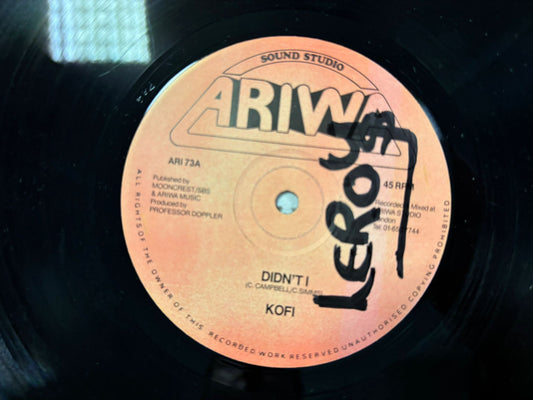 SOUND STUDIO
ARIWA
ARI 73A
45 RPM
Published by
MOONCREST/SBS
& ARIWA MUSIC
Produced by
PROFESSOR DOPPLER
Recorded Mixed at
ARIWA STUDIO
London
LEROY
DIDN'T I
(C. CAMPBELL/C. SIMMS)
KOFI
ALL RIGHTS OF THE OWNER OF THIS RECORDED WORK RESERVED UNAUTHORISED COPYING PROHIBITED